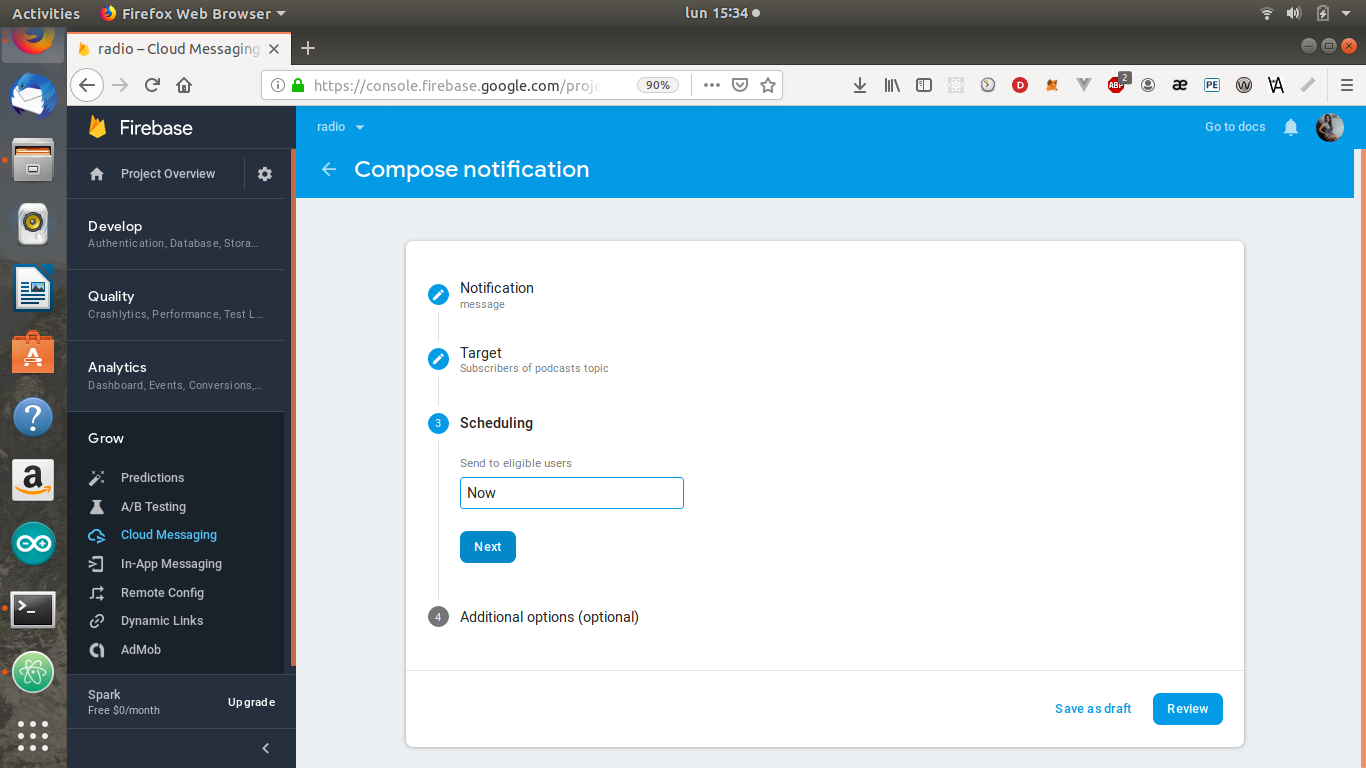 Activities
Firefox Web Browser
lun 15:34
radio – Cloud Messaging
https://console.firebase.google.com/proje
90%
2
ABP
PE
Firebase
radio
Go to docs
Compose notification
Project Overview
Develop
Authentication, Database, Stora…
Quality
Crashlytics, Performance, Test L…
Analytics
Dashboard, Events, Conversions,…
Grow
Predictions
A/B Testing
Cloud Messaging
In-App Messaging
Remote Config
Dynamic Links
AdMob
Spark
Free $0/month
Upgrade
Notification
message
Target
Subscribers of podcasts topic
3
Scheduling
Send to eligible users
Now
Next
4
Additional options (optional)
Save as draft
Review